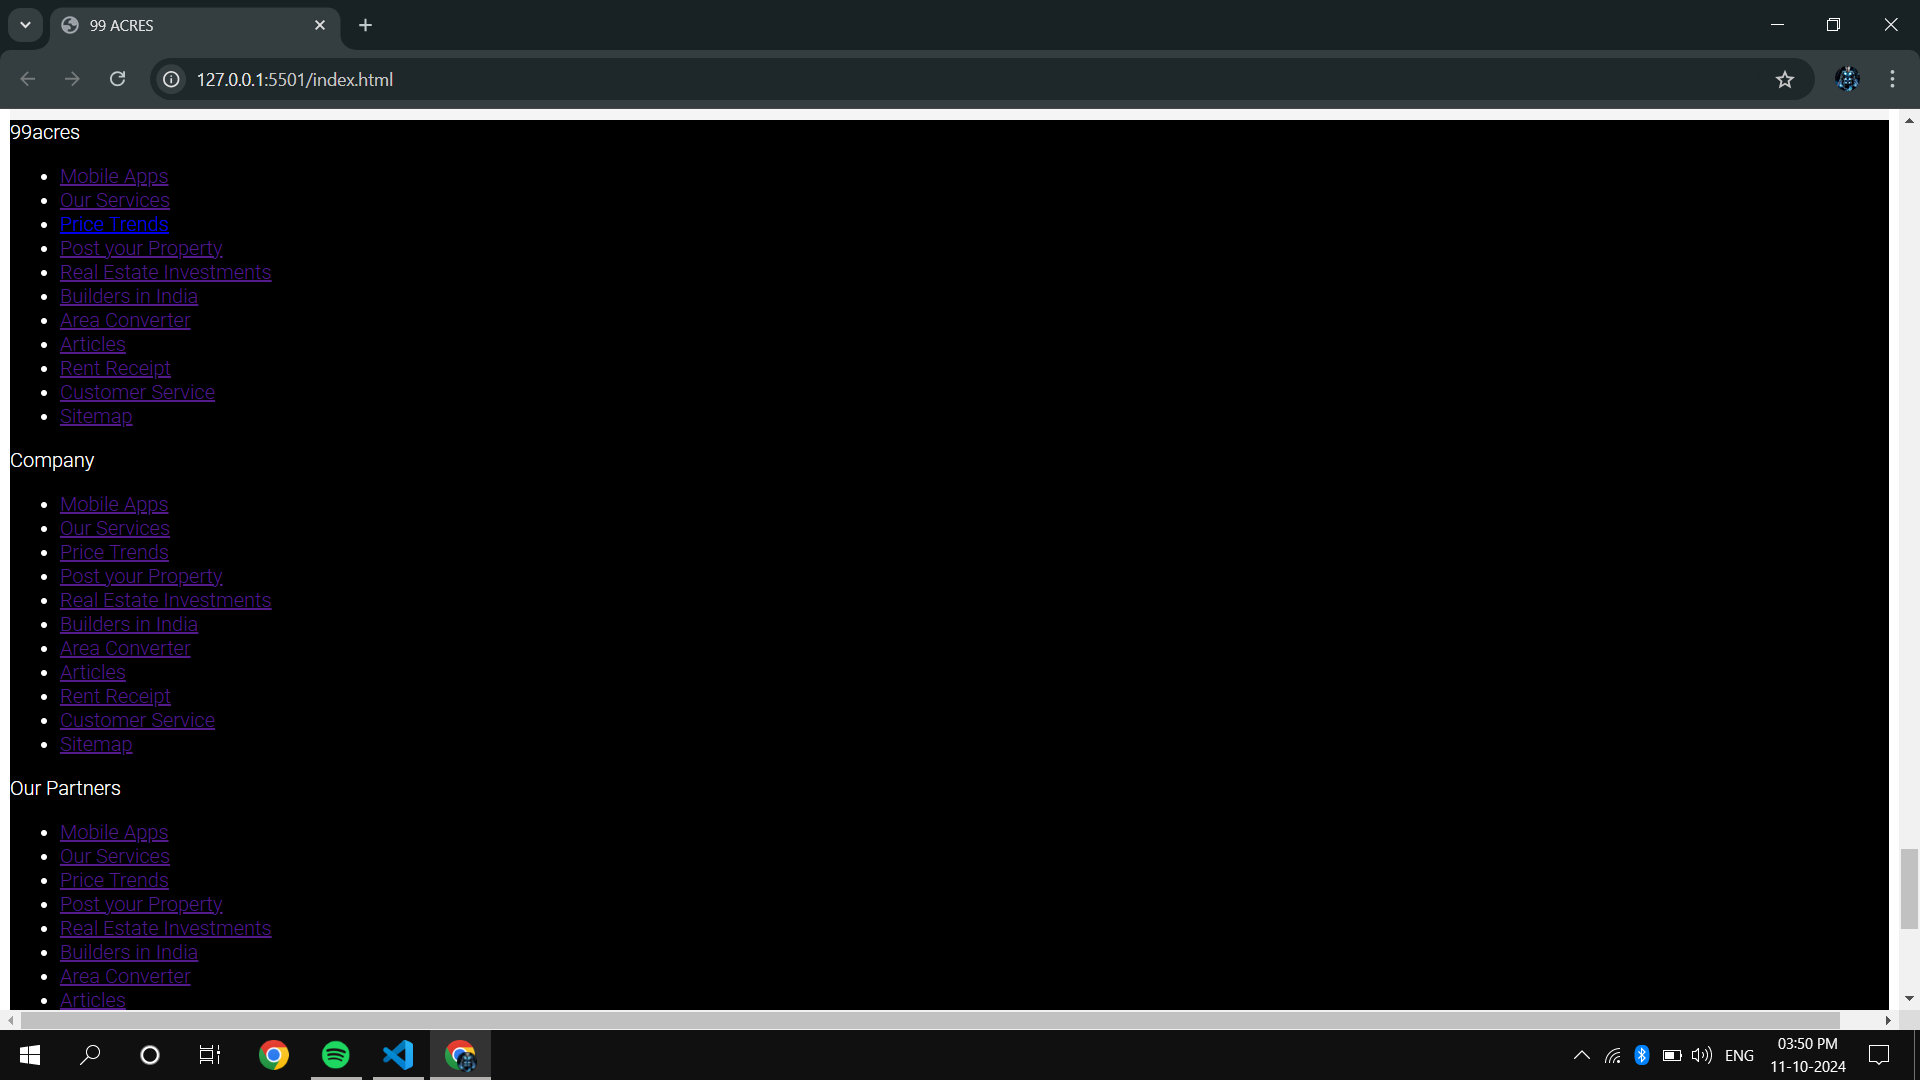 99 ACRES
127.0.0.1:5501/index.html
99acres
Mobile Apps
Our Services
Price Trends
Post your Property
Real Estate Investments
Builders in India
Area Converter
Articles
Rent Receipt
Customer Service
Sitemap
Company
Mobile Apps
Our Services
Price Trends
Post your Property
Real Estate Investments
Builders in India
Area Converter
Articles
Rent Receipt
Customer Service
Sitemap
Our Partners
Mobile Apps
Our Services
Price Trends
Post your Property
Real Estate Investments
Builders in India
Area Converter
Articles
ENG
03:50 PM
11-10-2024